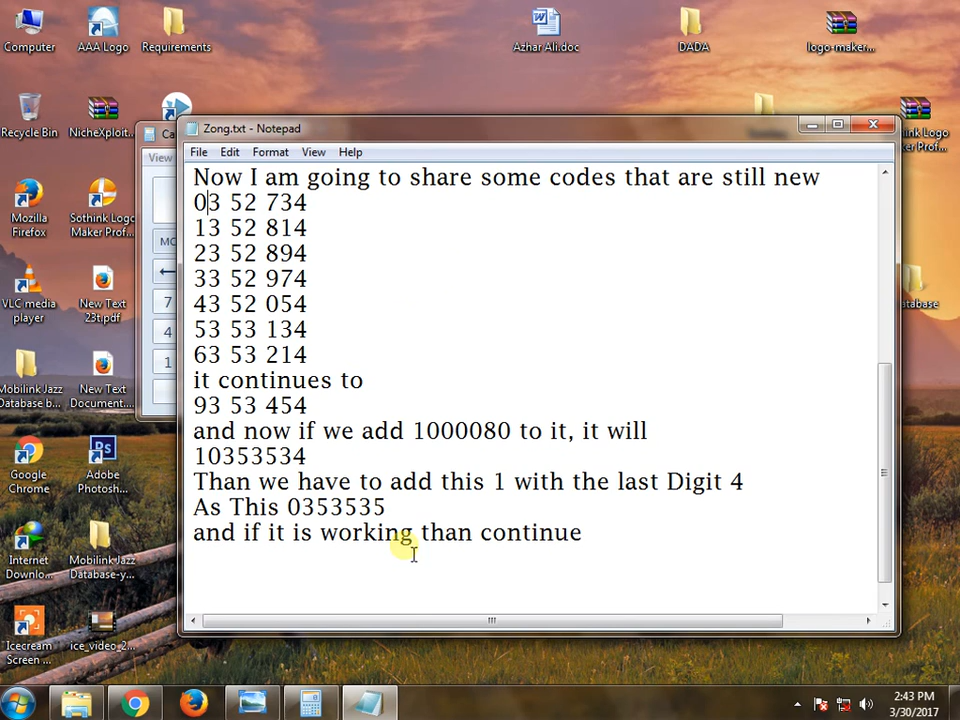 Computer
AAA Logo
Requirements
Azhar Ali.doc
DADA
logo-maker...
Recycle Bin
NicheXploit...
Zong.txt - Notepad
File Edit Format View Help
View
Now I am going to share some codes that are still new
03 52 734
13 52 814
23 52 894
33 52 974
43 52 054
53 53 134
63 53 214
it continues to
93 53 454
and now if we add 1000080 to it, it will
10353534
Than we have to add this 1 with the last Digit 4
As This 0353535
and if it is working than continue
MC
←
7
4
1
Mozilla
Firefox
Sothink Logo
Maker Prof...
VLC media
player
New Text
23t.pdf
Mobilink Jazz
Database b...
New Text
Document....
Google
Chrome
Adobe
Photosh...
Internet
Downlo...
Mobilink Jazz
Database-y...
Icecream
Screen ...
ice_video_2...
2:43 PM
3/30/2017